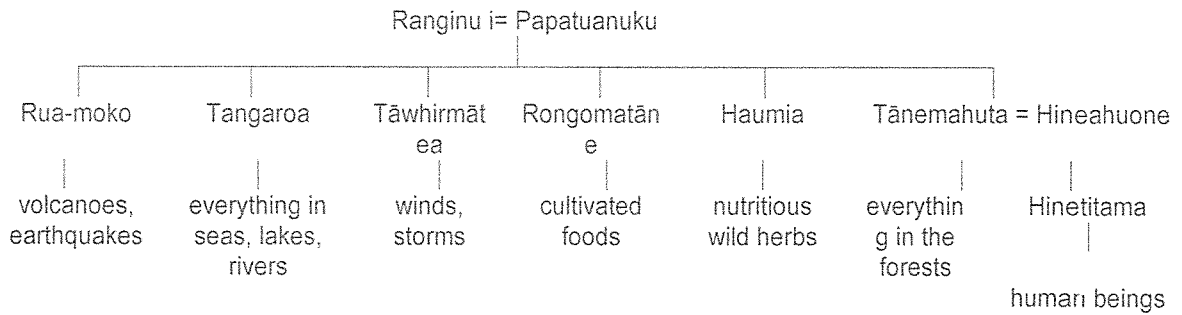 Ranginu i= Papatuanuku
Rua-moko Tangaroa Tāwhirmāt Rongomatān Haumia Tānemahuta = Hineahuone
ea e
volcanoes, everything in winds, cultivated nutritious everythin Hinetitama
earthquakes seas, lakes, storms foods wild herbs g in the
rivers forests
human beings